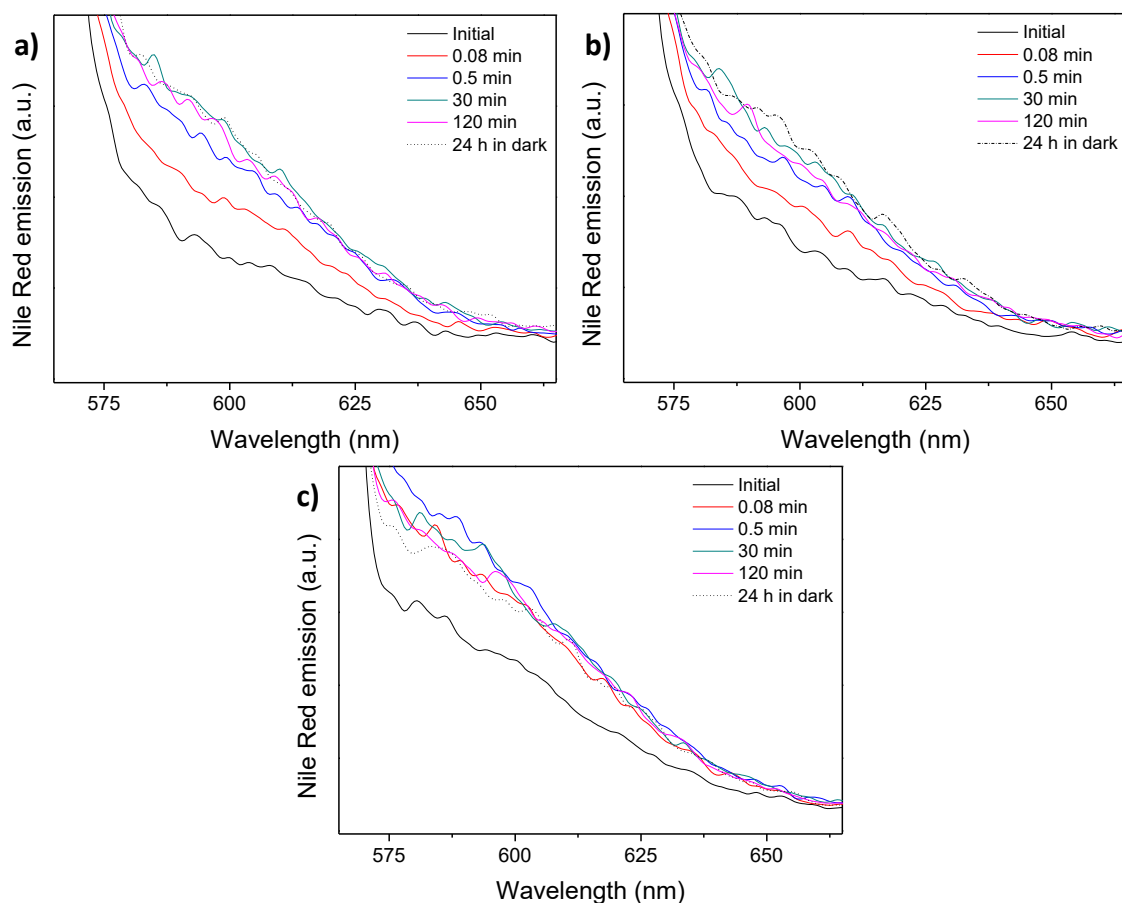 a)
Initial
0.08 min
0.5 min
30 min
120 min
24 h in dark
Nile Red emission (a.u.)
575 600 625 650
Wavelength (nm)
b)
Initial
0.08 min
0.5 min
30 min
120 min
24 h in dark
Nile Red emission (a.u.)
575 600 625 650
Wavelength (nm)
c)
Initial
0.08 min
0.5 min
30 min
120 min
24 h in dark
Nile Red emission (a.u.)
575 600 625 650
Wavelength (nm)